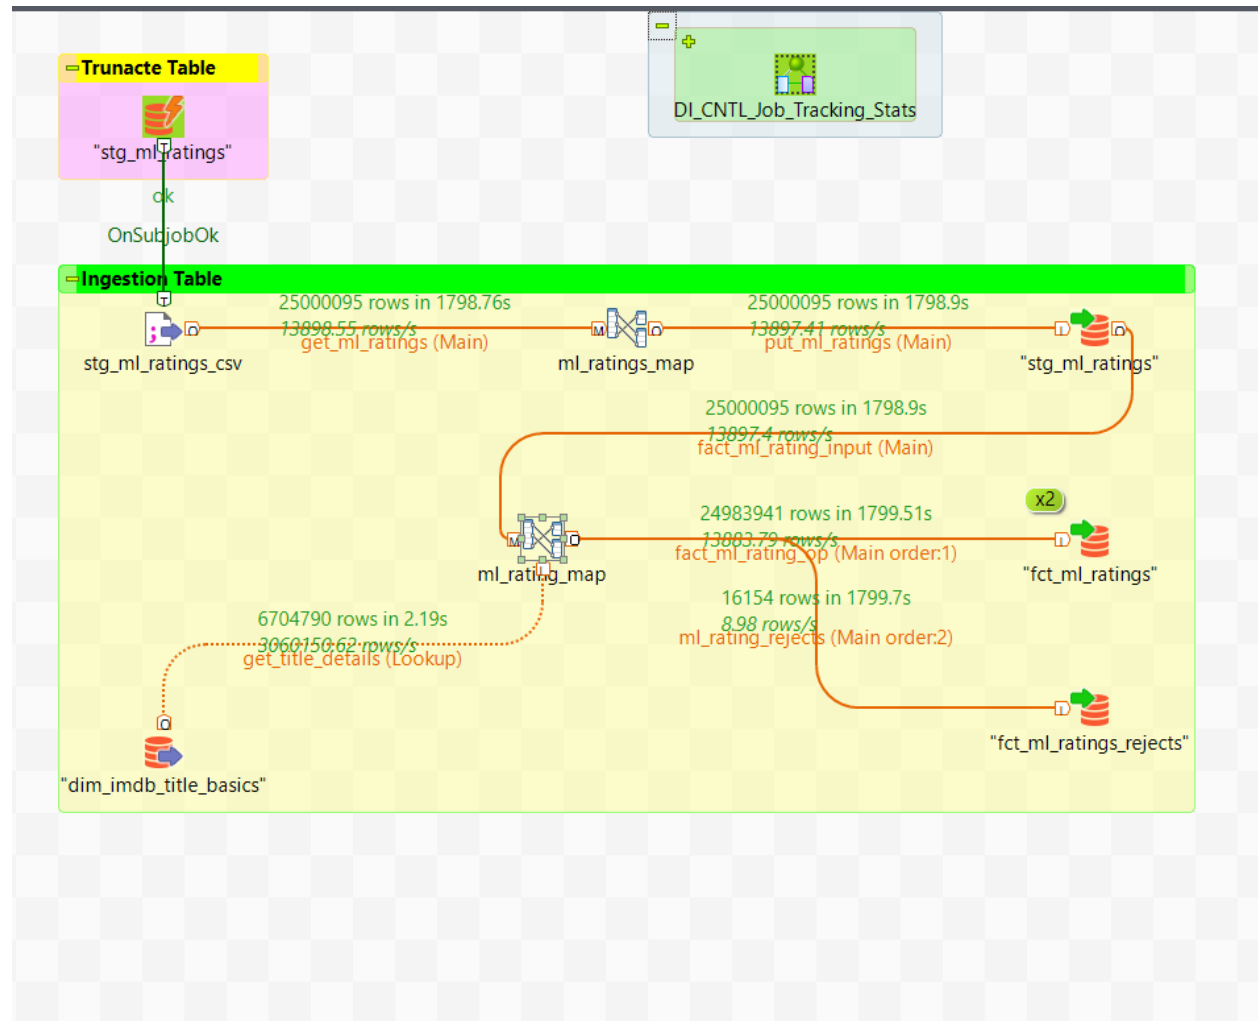 DI_CNTL_Job_Tracking_Stats
Trunacte Table
"stg_ml_ratings"
ok
OnSubjobOk
Ingestion Table
25000095 rows in 1798.76s
13898.55 rows/s
get_ml_ratings (Main)
25000095 rows in 1798.9s
13897.41 rows/s
put_ml_ratings (Main)
stg_ml_ratings_csv
ml_ratings_map
"stg_ml_ratings"
25000095 rows in 1798.9s
13897.4 rows/s
fact_ml_rating_input (Main)
x2
24983941 rows in 1799.51s
13883.79 rows/s
fact_ml_rating_op (Main order:1)
ml_rating_map
"fct_ml_ratings"
16154 rows in 1799.7s
8.98 rows/s
ml_rating_rejects (Main order:2)
6704790 rows in 2.19s
3060150.62 rows/s
get_title_details (Lookup)
"fct_ml_ratings_rejects"
"dim_imdb_title_basics"